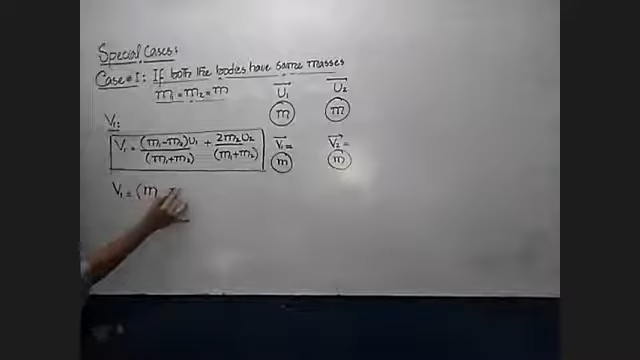 Special Cases:
Case # I: If both the bodies have same masses
m₁ = m₂ = m
U₁ U₂
m m
V₁:
V₁ = (m₁-m₂)U₁/(m₁+m₂) + 2m₂U₂/(m₁+m₂)
V₁= V₂=
m m
V₁ = (m